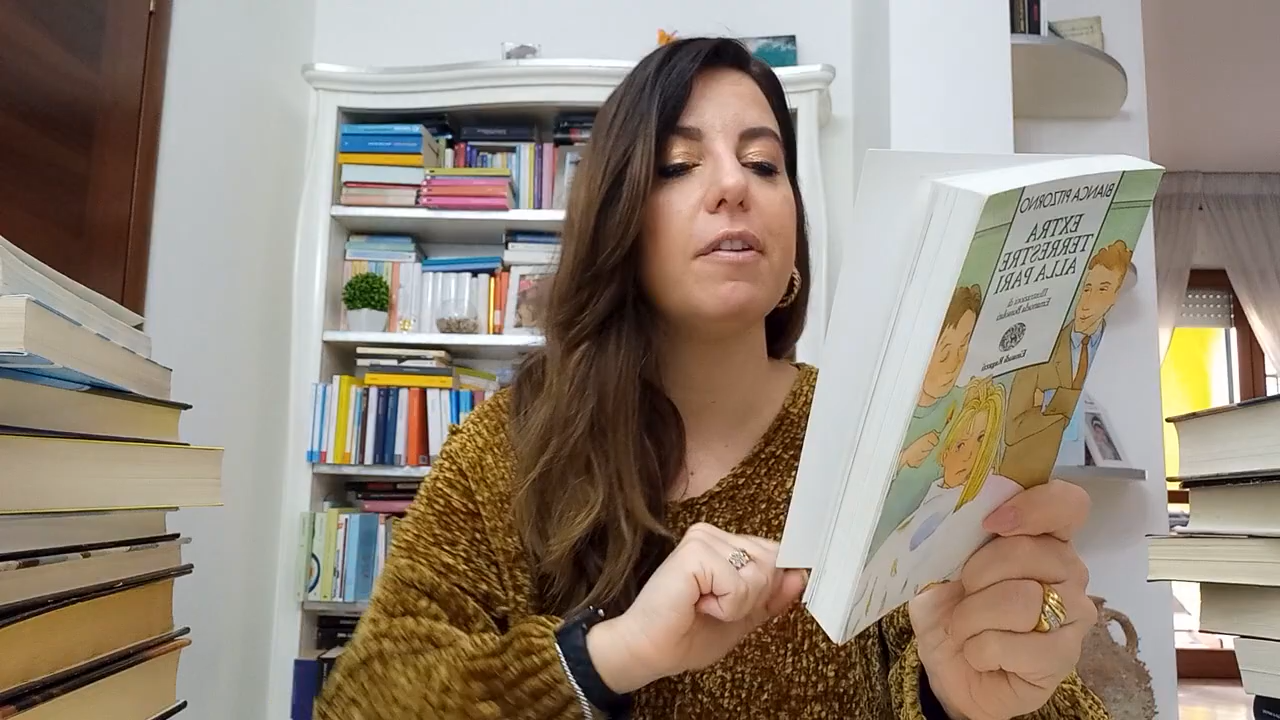 BIANCA PITZORNO
EXTRA
TERRESTRE
ALLA PARI
Illustrazioni di
Emanuela Bussolati
Einaudi Ragazzi